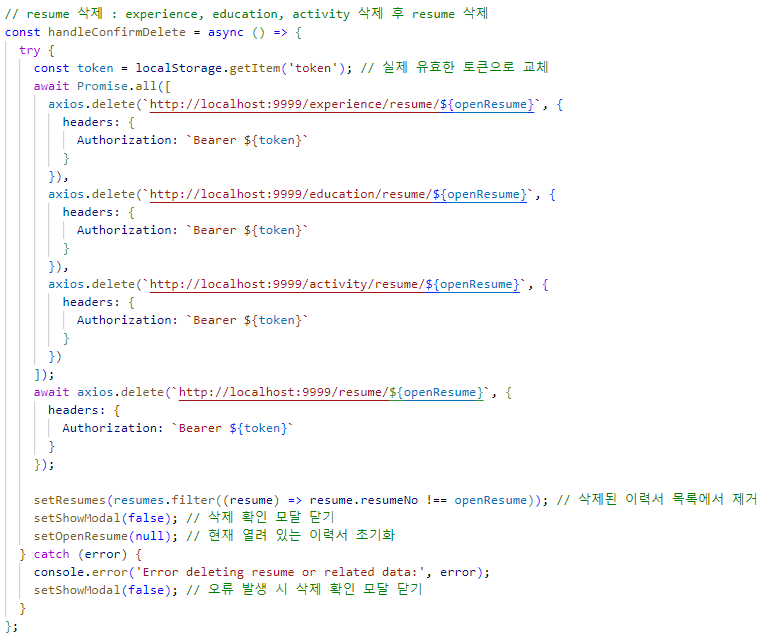 // resume 삭제 : experience, education, activity 삭제 후 resume 삭제
const handleConfirmDelete = async () => {
  try {
    const token = localStorage.getItem('token'); // 실제 유효한 토큰으로 교체
    await Promise.all([
      axios.delete(`http://localhost:9999/experience/resume/${openResume}`, {
        headers: {
          Authorization: `Bearer ${token}`
        }
      }),
      axios.delete(`http://localhost:9999/education/resume/${openResume}`, {
        headers: {
          Authorization: `Bearer ${token}`
        }
      }),
      axios.delete(`http://localhost:9999/activity/resume/${openResume}`, {
        headers: {
          Authorization: `Bearer ${token}`
        }
      })
    ]);
    await axios.delete(`http://localhost:9999/resume/${openResume}`, {
      headers: {
        Authorization: `Bearer ${token}`
      }
    });

    setResumes(resumes.filter((resume) => resume.resumeNo !== openResume)); // 삭제된 이력서 목록에서 제거
    setShowModal(false); // 삭제 확인 모달 닫기
    setOpenResume(null); // 현재 열려 있는 이력서 초기화
  } catch (error) {
    console.error('Error deleting resume or related data:', error);
    setShowModal(false); // 오류 발생 시 삭제 확인 모달 닫기
  }
};